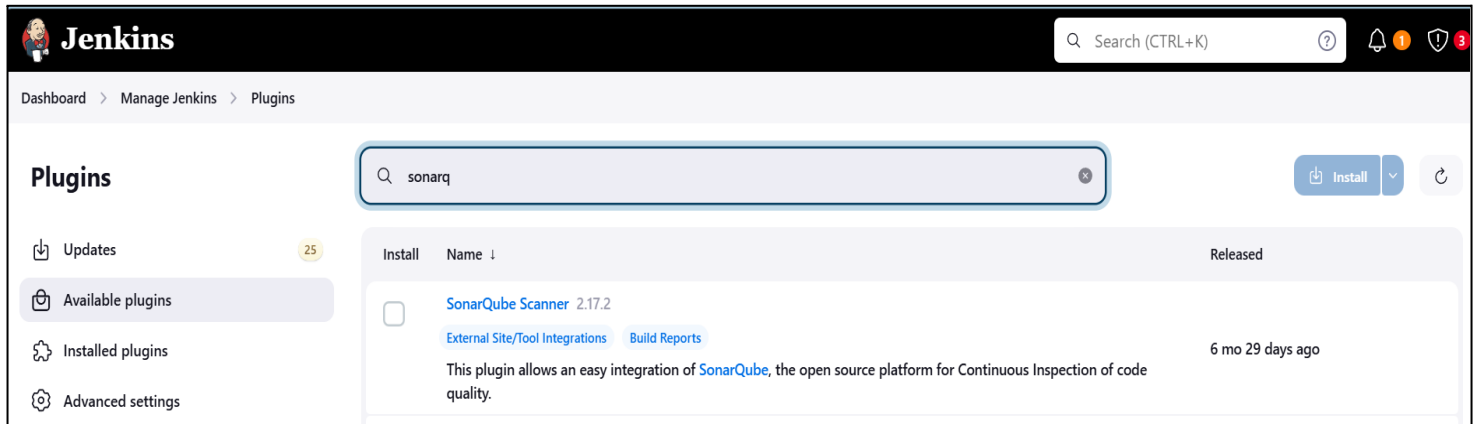 Jenkins
Search (CTRL+K)
1
3
Dashboard > Manage Jenkins > Plugins
Plugins
sonarq
Install
Updates 25
Available plugins
Installed plugins
Advanced settings
Install Name ↓ Released
SonarQube Scanner 2.17.2
External Site/Tool Integrations Build Reports
This plugin allows an easy integration of SonarQube, the open source platform for Continuous Inspection of code
quality.
6 mo 29 days ago